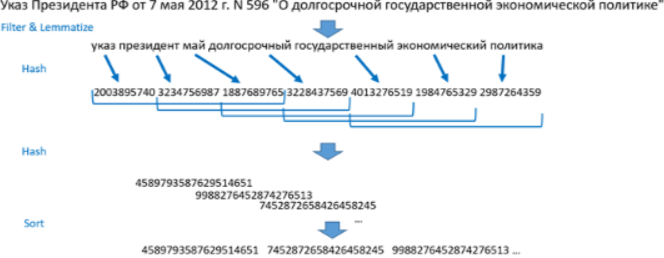 Указ Президента РФ от 7 мая 2012 г. N 596 "О долгосрочной государственной экономической политике"
Filter & Lemmatize
указ президент май долгосрочный государственный экономический политика
Hash
2003895740 3234756987 1887689765 3228437569 4013276519 1984765329 2987264359
Hash
4589793587629514651
9988276452874276513
7452872658426458245
...
Sort
4589793587629514651 7452872658426458245 9988276452874276513 ...